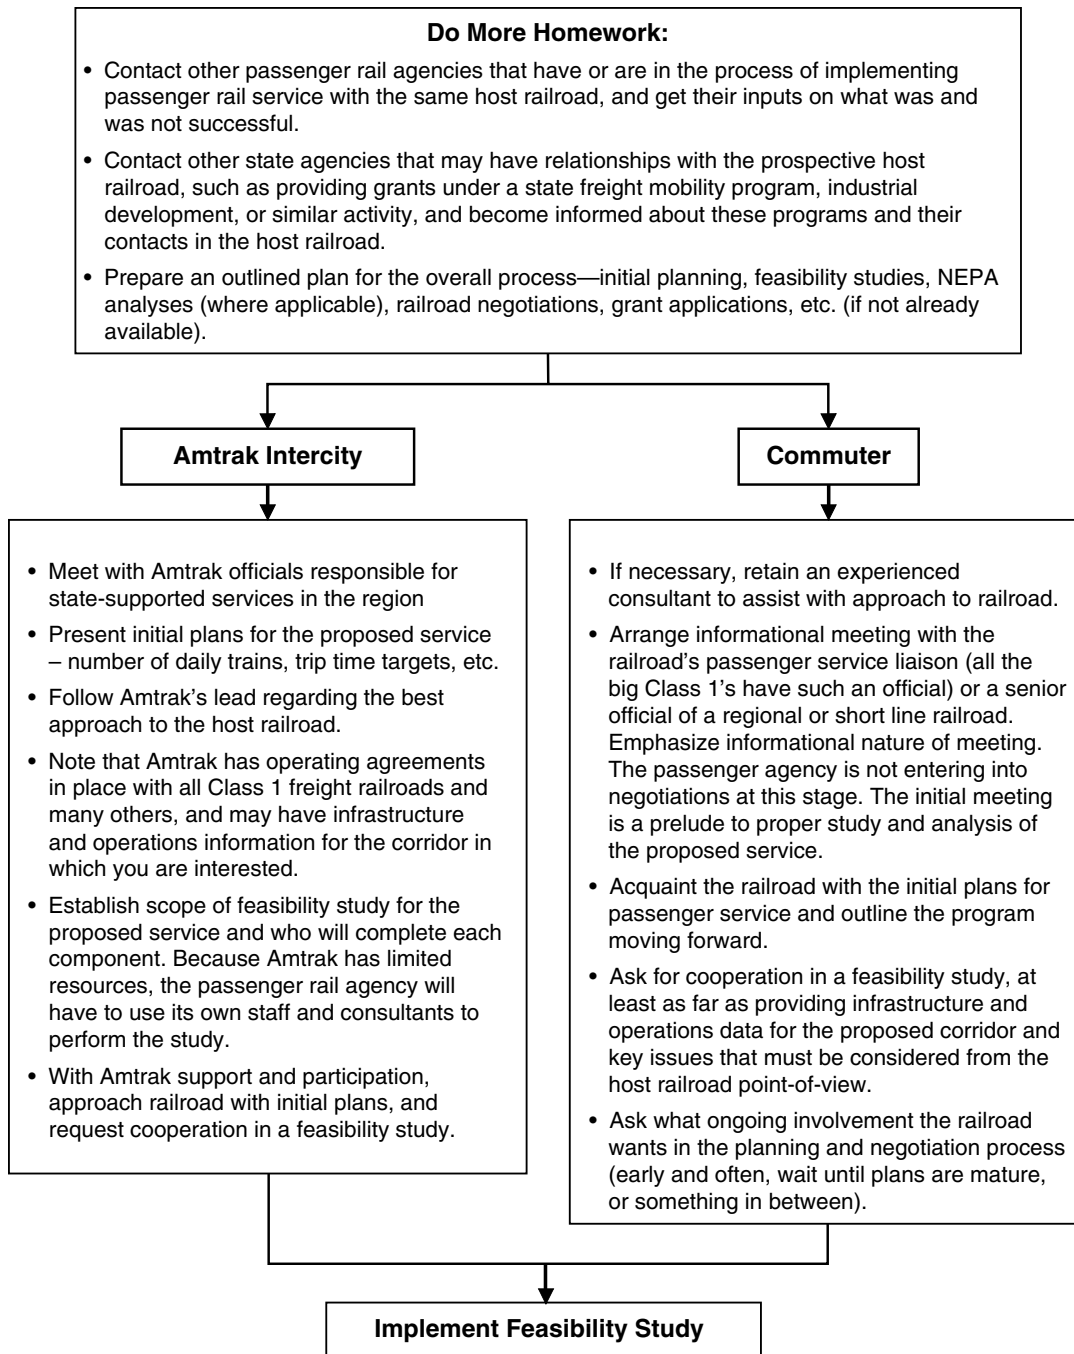 Do More Homework:
• Contact other passenger rail agencies that have or are in the process of implementing
passenger rail service with the same host railroad, and get their inputs on what was and
was not successful.
• Contact other state agencies that may have relationships with the prospective host
railroad, such as providing grants under a state freight mobility program, industrial
development, or similar activity, and become informed about these programs and their
contacts in the host railroad.
• Prepare an outlined plan for the overall process—initial planning, feasibility studies, NEPA
analyses (where applicable), railroad negotiations, grant applications, etc. (if not already
available).
Amtrak Intercity
• Meet with Amtrak officials responsible for
state-supported services in the region
• Present initial plans for the proposed service
– number of daily trains, trip time targets, etc.
• Follow Amtrak's lead regarding the best
approach to the host railroad.
• Note that Amtrak has operating agreements
in place with all Class 1 freight railroads and
many others, and may have infrastructure
and operations information for the corridor in
which you are interested.
• Establish scope of feasibility study for the
proposed service and who will complete each
component. Because Amtrak has limited
resources, the passenger rail agency will
have to use its own staff and consultants to
perform the study.
• With Amtrak support and participation,
approach railroad with initial plans, and
request cooperation in a feasibility study.
Commuter
• If necessary, retain an experienced
consultant to assist with approach to railroad.
• Arrange informational meeting with the
railroad's passenger service liaison (all the
big Class 1's have such an official) or a senior
official of a regional or short line railroad.
Emphasize informational nature of meeting.
The passenger agency is not entering into
negotiations at this stage. The initial meeting
is a prelude to proper study and analysis of
the proposed service.
• Acquaint the railroad with the initial plans for
passenger service and outline the program
moving forward.
• Ask for cooperation in a feasibility study, at
least as far as providing infrastructure and
operations data for the proposed corridor and
key issues that must be considered from the
host railroad point-of-view.
• Ask what ongoing involvement the railroad
wants in the planning and negotiation process
(early and often, wait until plans are mature,
or something in between).
Implement Feasibility Study